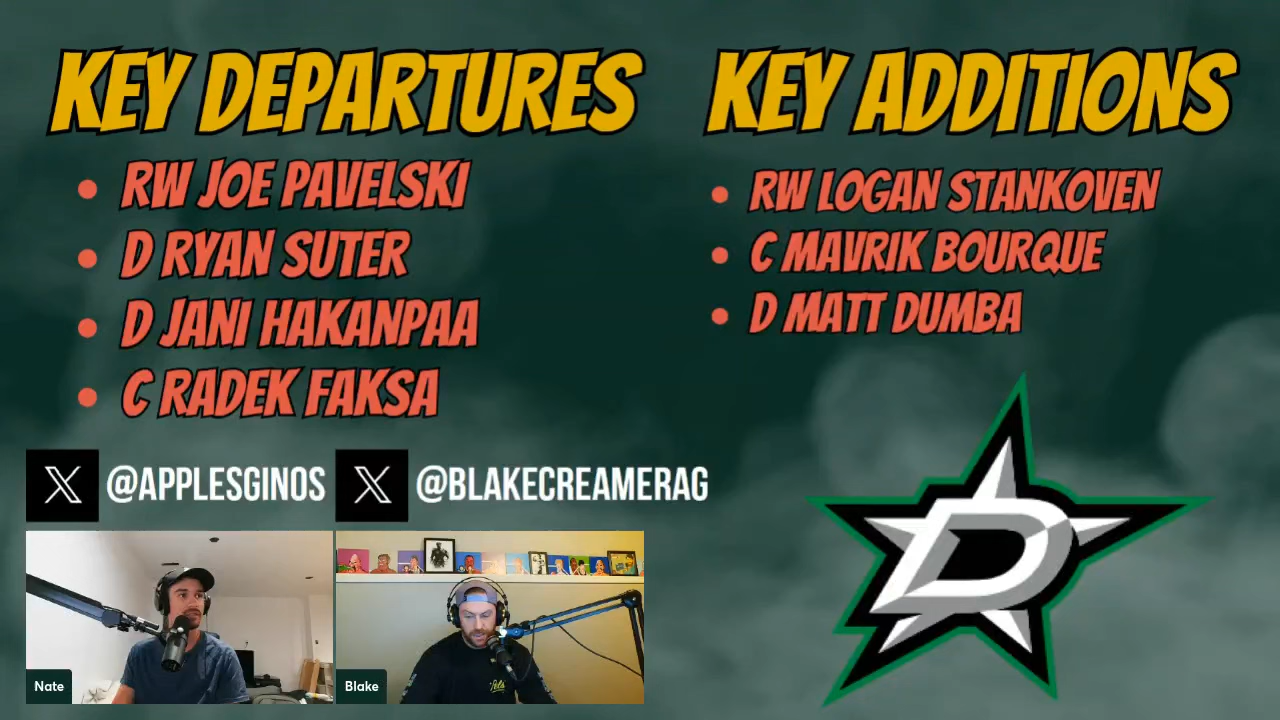 KEY DEPARTURES
RW JOE PAVELSKI
D RYAN SUTER
D JANI HAKANPAA
C RADEK FAKSA
KEY ADDITIONS
RW LOGAN STANKOVEN
C MAVRIK BOURQUE
D MATT DUMBA
X @APPLESGINOS
X @BLAKECREAMERAG
Nate
Blake
D